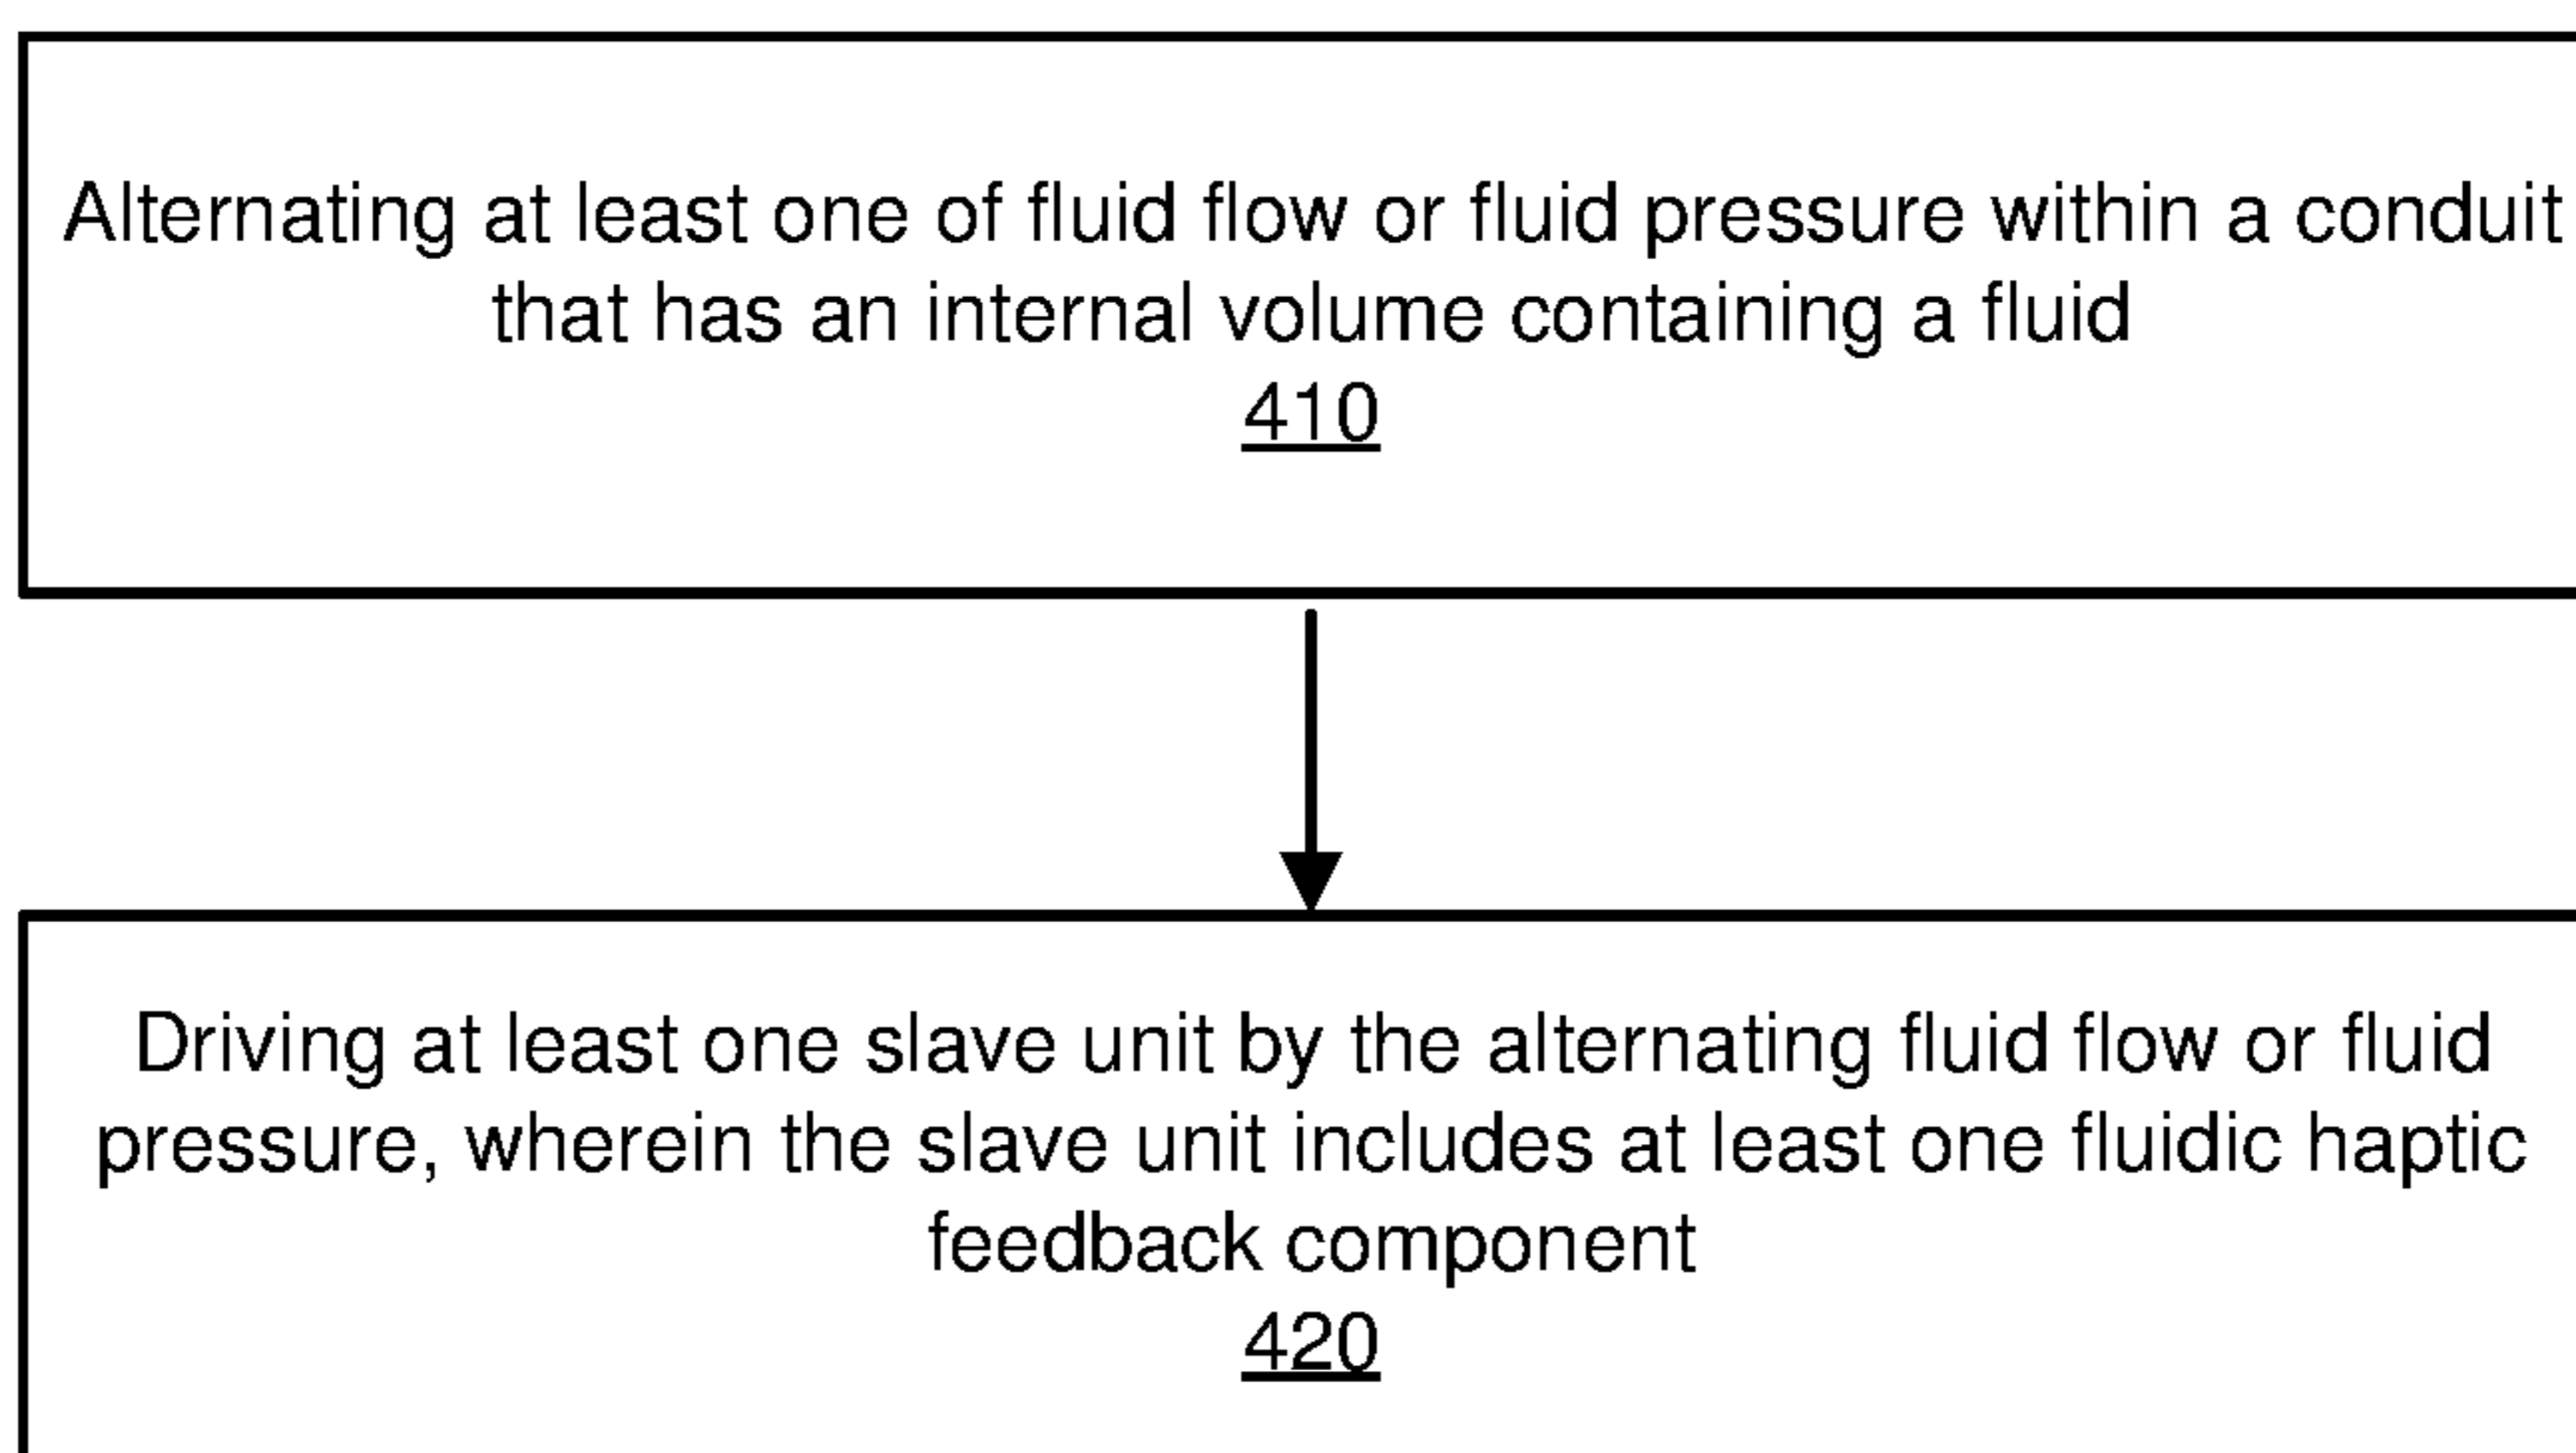 Alternating at least one of fluid flow or fluid pressure within a conduit
that has an internal volume containing a fluid
410
Driving at least one slave unit by the alternating fluid flow or fluid
pressure, wherein the slave unit includes at least one fluidic haptic
feedback component
420